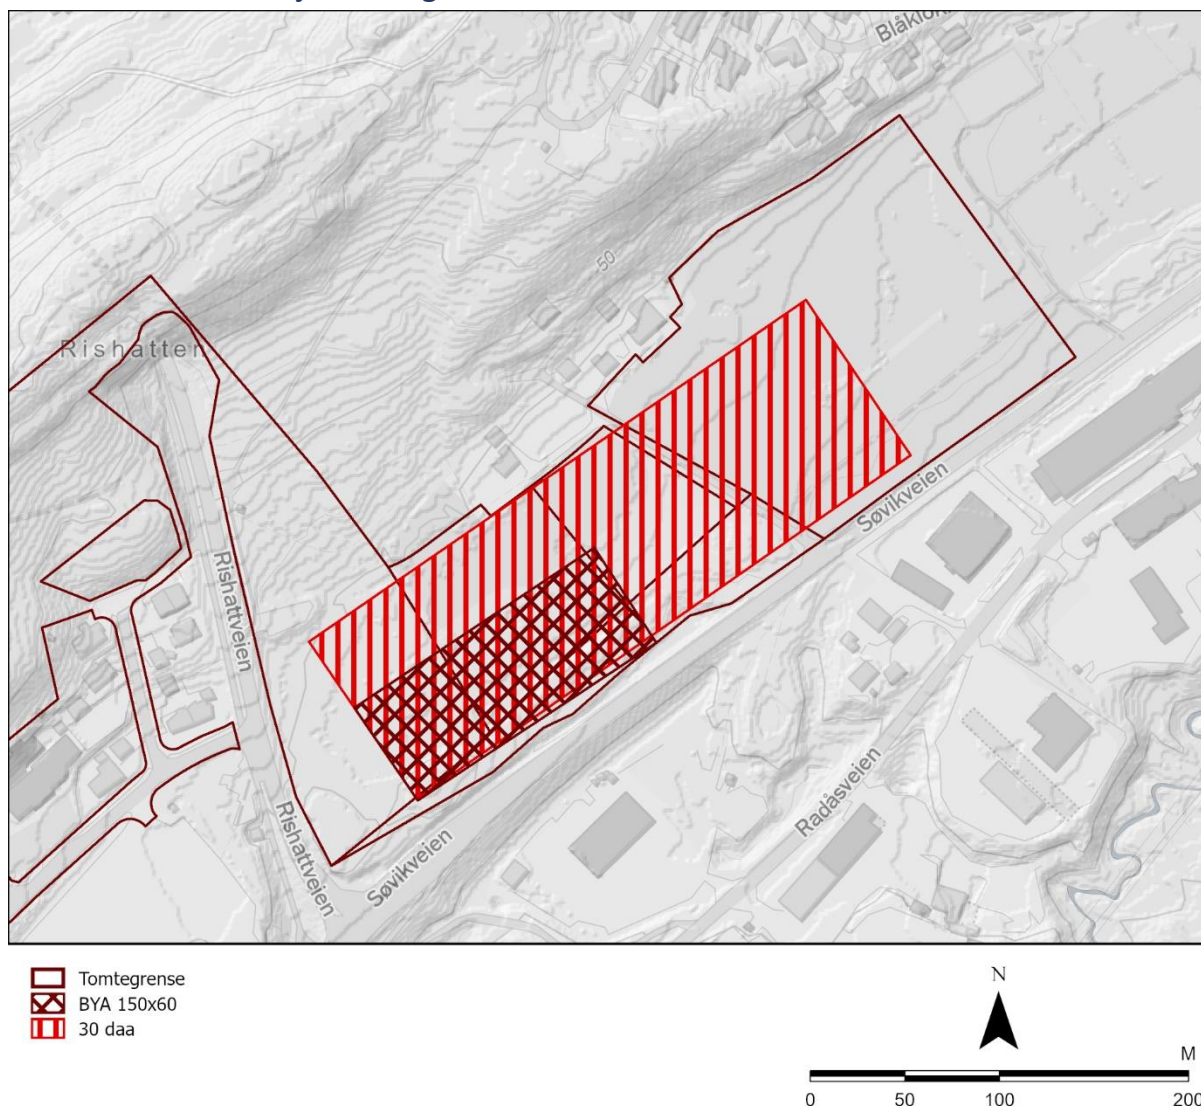 50
Rishatten
Søvikveien
Rishattveien
Radåsveien
Rishattveien
Søvikveien
Tomtegrense
BYA 150x60
30 daa
N
M
0 50 100 200